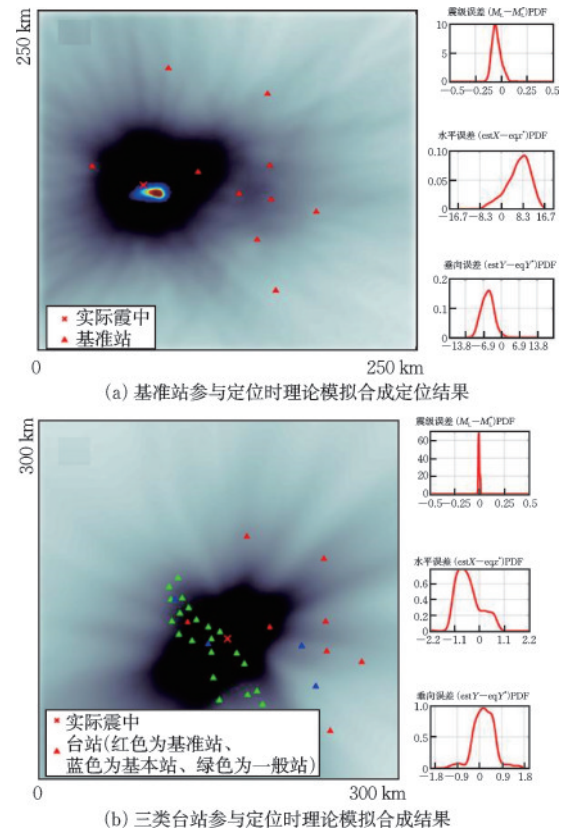 250 km
震级误差(ML−ML*)PDF
10
5
0
−0.5 −0.25 0 0.25 0.5
水平误差(estX−eqx*)PDF
0.10
0.05
0
−16.7 −8.3 0 8.3 16.7
垂向误差(estY−eqY*)PDF
0.2
0.1
0
−13.8 −6.9 0 6.9 13.8
实际霞中
基准站
0 250 km
(a) 基准站参与定位时理论模拟合成定位结果
300 km
震级误差(ML−ML*)PDF
60
40
20
0
−0.5 −0.25 0 0.25 0.5
水平误差(estX−eqx*)PDF
0.6
0.4
0.2
0
−2.2 −1.1 0 1.1 2.2
垂向误差(estY−eqY*)PDF
1.0
0.5
0
−1.8 −0.9 0 0.9 1.8
实际震中
台站(红色为基准站、
蓝色为基本站、绿色为一般站)
0 300 km
(b) 三类台站参与定位时理论模拟合成结果